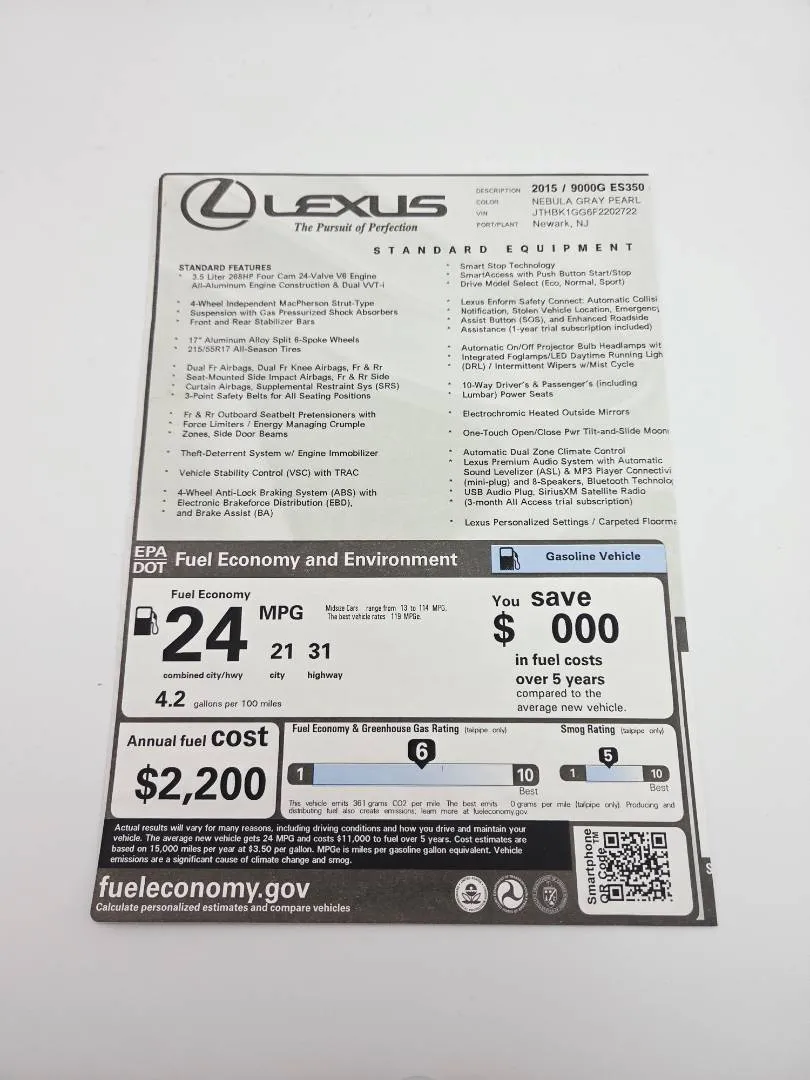 LEXUS
The Pursuit of Perfection
DESCRIPTION 2015 / 9000G ES350
COLOR NEBULA GRAY PEARL
VIN JTHBK1GG6F2202722
PORT/PLANT Newark, NJ
STANDARD EQUIPMENT
STANDARD FEATURES
* 3.5 Liter 268HP Four Cam 24-Valve V6 Engine
All-Aluminum Engine Construction & Dual VVT-i
* 4-Wheel Independent MacPherson Strut-Type
* Suspension with Gas Pressurized Shock Absorbers
* Front and Rear Stabilizer Bars
* 17" Aluminum Alloy Split 6-Spoke Wheels
* 215/55R17 All-Season Tires
* Dual Fr Airbags, Dual Fr Knee Airbags, Fr & Rr
* Seat-Mounted Side Impact Airbags, Fr & Rr Side
* Curtain Airbags, Supplemental Restraint Sys (SRS)
* 3-Point Safety Belts for All Seating Positions
* Fr & Rr Outboard Seatbelt Pretensioners with
* Force Limiters / Energy Managing Crumple
* Zones, Side Door Beams
* Theft-Deterrent System w/ Engine Immobilizer
* Vehicle Stability Control (VSC) with TRAC
* 4-Wheel Anti-Lock Braking System (ABS) with
* Electronic Brakeforce Distribution (EBD),
* and Brake Assist (BA)
* Smart Stop Technology
* SmartAccess with Push Button Start/Stop
* Drive Model Select (Eco, Normal, Sport)
* Lexus Enform Safety Connect: Automatic Collisi
* Notification, Stolen Vehicle Location, Emergency
* Assist Button (SOS), and Enhanced Roadside
* Assistance (1-year trial subscription included)
* Automatic On/Off Projector Bulb Headlamps wit
* Integrated Foglamps/LED Daytime Running Ligh
* (DRL) / Intermittent Wipers w/Mist Cycle
* 10-Way Driver's & Passenger's (including
* Lumbar) Power Seats
* Electrochromic Heated Outside Mirrors
* One-Touch Open/Close Pwr Tilt-and-Slide Moon
* Automatic Dual Zone Climate Control
* Lexus Premium Audio System with Automatic
* Sound Levelizer (ASL) & MP3 Player Connectivi
* (mini-plug) and 8-Speakers, Bluetooth Technolo
* USB Audio Plug, SiriusXM Satellite Radio
* (3-month All Access trial subscription)
* Lexus Personalized Settings / Carpeted Floorma
EPA
DOT
Fuel Economy and Environment
Gasoline Vehicle
Fuel Economy
24 MPG
Midsize Cars range from 13 to 114 MPG.
The best vehicle rates 119 MPGe.
21 31
combined city/hwy city highway
4.2 gallons per 100 miles
You save
$ 000
in fuel costs
over 5 years
compared to the
average new vehicle.
Annual fuel cost
$2,200
Fuel Economy & Greenhouse Gas Rating (tailpipe only)
6
1 10
Best
Smog Rating (tailpipe only)
5
1 10
Best
This vehicle emits 361 grams CO2 per mile. The best emits 0 grams per mile (tailpipe only). Producing and
distributing fuel also create emissions; learn more at fueleconomy.gov
Actual results will vary for many reasons, including driving conditions and how you drive and maintain your
vehicle. The average new vehicle gets 24 MPG and costs $11,000 to fuel over 5 years. Cost estimates are
based on 15,000 miles per year at $3.50 per gallon. MPGe is miles per gasoline gallon equivalent. Vehicle
emissions are a significant cause of climate change and smog.
fueleconomy.gov
Calculate personalized estimates and compare vehicles
Smartphone
QR Code™
S